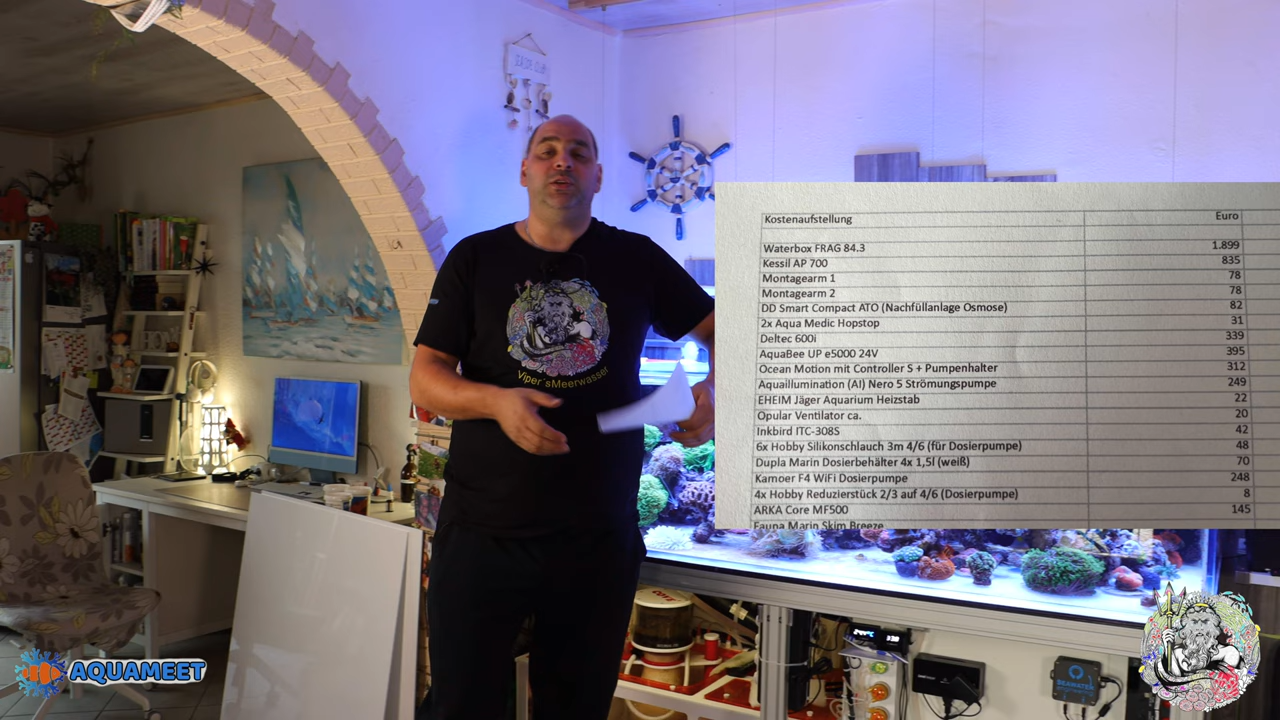 Viper´sMeerwasser
Kostenaufstellung Euro
Waterbox FRAG 84.3 1.899
Kessil AP 700 835
Montagearm 1 78
Montagearm 2 78
DD Smart Compact ATO (Nachfüllanlage Osmose) 82
2x Aqua Medic Hopstop 31
Deltec 600i 339
AquaBee UP e5000 24V 395
Ocean Motion mit Controller S + Pumpenhalter 312
Aquaillumination (AI) Nero 5 Strömungspumpe 249
EHEIM Jäger Aquarium Heizstab 22
Opular Ventilator ca. 20
Inkbird ITC-308S 42
6x Hobby Silikonschlauch 3m 4/6 (für Dosierpumpe) 48
Dupla Marin Dosierbehälter 4x 1,5l (weiß) 70
Kamoer F4 WiFi Dosierpumpe 248
4x Hobby Reduzierstück 2/3 auf 4/6 (Dosierpumpe) 8
ARKA Core MF500 145
Fauna Marin Skim Breeze
AQUAMEET